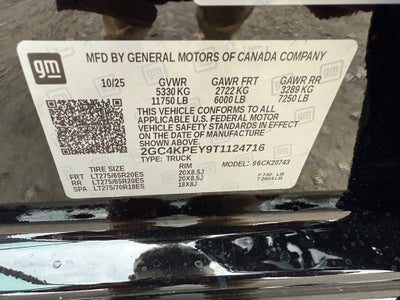 gm
MFD BY GENERAL MOTORS OF CANADA COMPANY
10/25 GVWR GAWR FRT GAWR RR
5330 KG 2722 KG 3289 KG
11750 LB 6000 LB 7250 LB
THIS VEHICLE CONFORMS TO ALL APPLICABLE
U.S. FEDERAL MOTOR
VEHICLE SAFETY STANDARDS IN EFFECT
ON THE DATE OF MANUFACTURE
SHOWN ABOVE.
2GC4KPEY9T1124716
TYPE: TRUCK MODEL: 96CK20743
TIRE SIZE RIM
FRT LT275/65R20ES 20X8.5J
RR LT275/65R20ES 20X8.5J
SPA LT275/70R18ES 18X8J